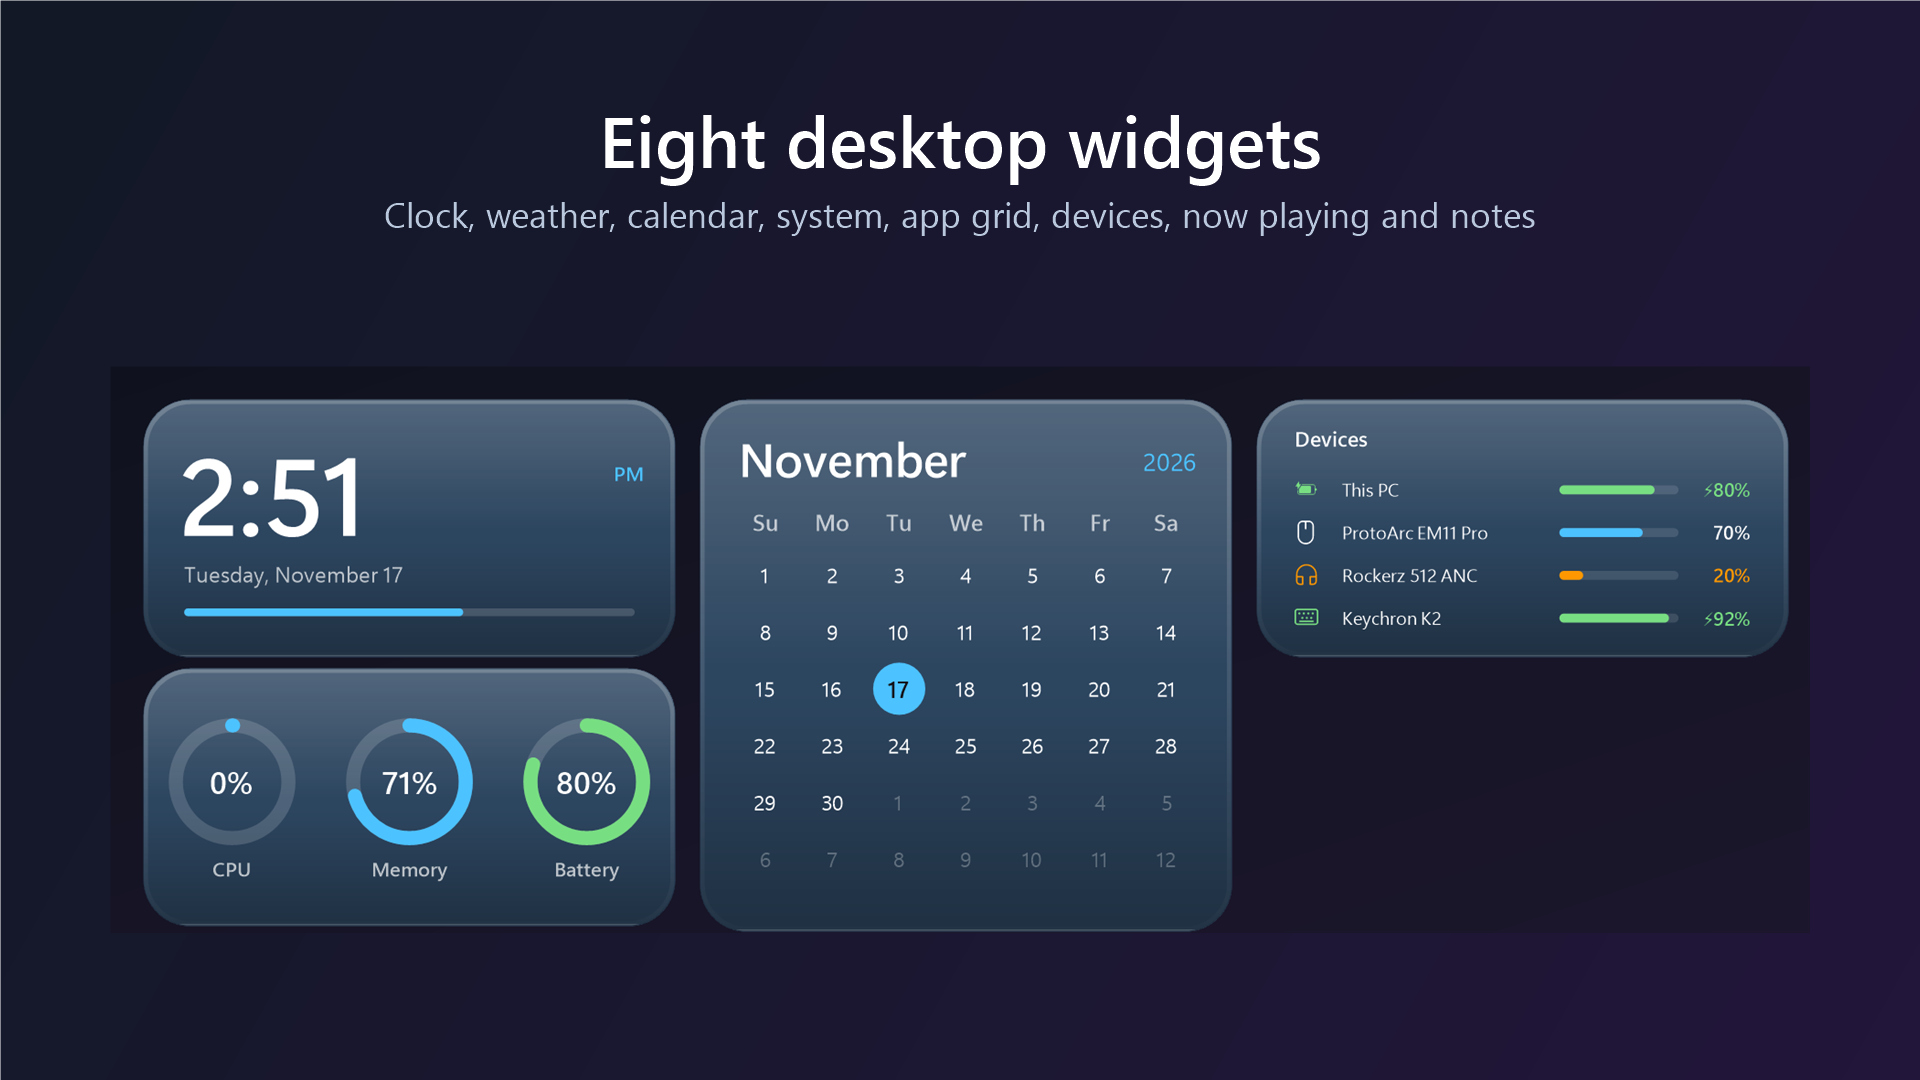 Eight desktop widgets
Clock, weather, calendar, system, app grid, devices, now playing and notes
2:51 PM
Tuesday, November 17
0% 71% 80%
CPU Memory Battery
November 2026
Su Mo Tu We Th Fr Sa
1 2 3 4 5 6 7
8 9 10 11 12 13 14
15 16 17 18 19 20 21
22 23 24 25 26 27 28
29 30 1 2 3 4 5
6 7 8 9 10 11 12
Devices
This PC ⚡80%
ProtoArc EM11 Pro 70%
Rockerz 512 ANC 20%
Keychron K2 ⚡92%